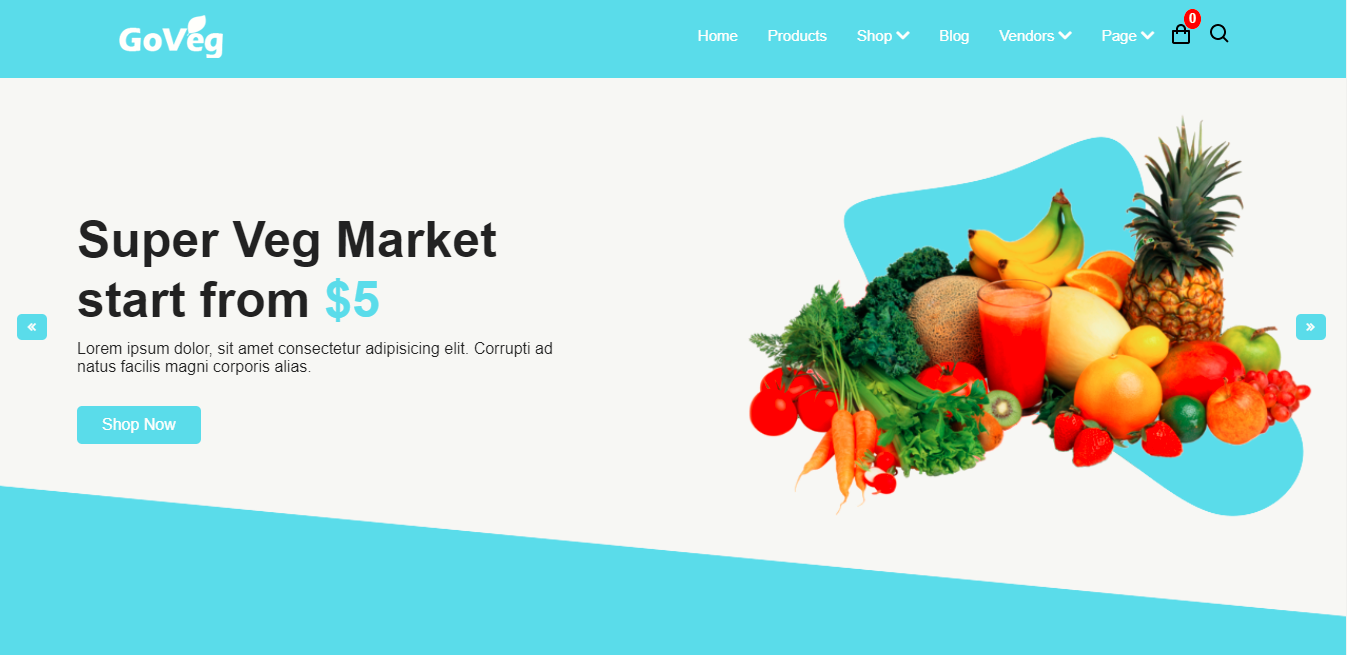 GoVeg
Home Products Shop Blog Vendors Page 0
Super Veg Market
start from $5
Lorem ipsum dolor, sit amet consectetur adipisicing elit. Corrupti ad
natus facilis magni corporis alias.
Shop Now